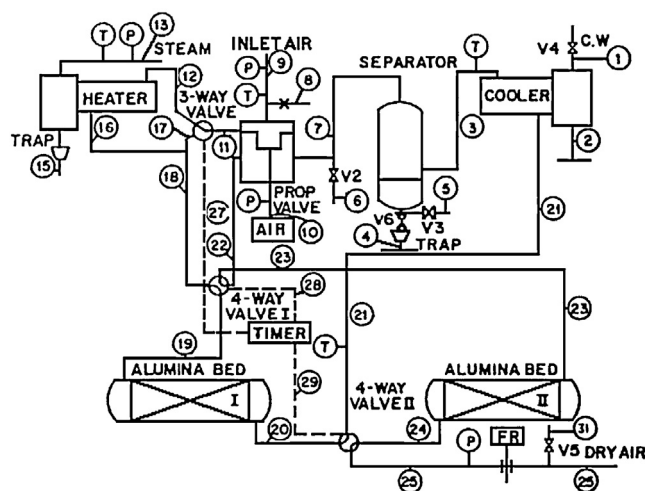 13
T
P
STEAM
INLET AIR
SEPARATOR
T
V4
C.W
1
12
P
9
HEATER
3-WAY
VALVE
T
8
COOLER
TRAP
16
17
11
7
3
2
15
V2
18
27
P
PROP
VALVE
6
5
V6
V3
21
AIR
10
4
TRAP
22
23
28
4-WAY
VALVE I
21
23
TIMER
19
T
ALUMINA BED
29
4-WAY
VALVE II
ALUMINA BED
I
II
20
24
P
FR
31
V5
DRY AIR
25
25